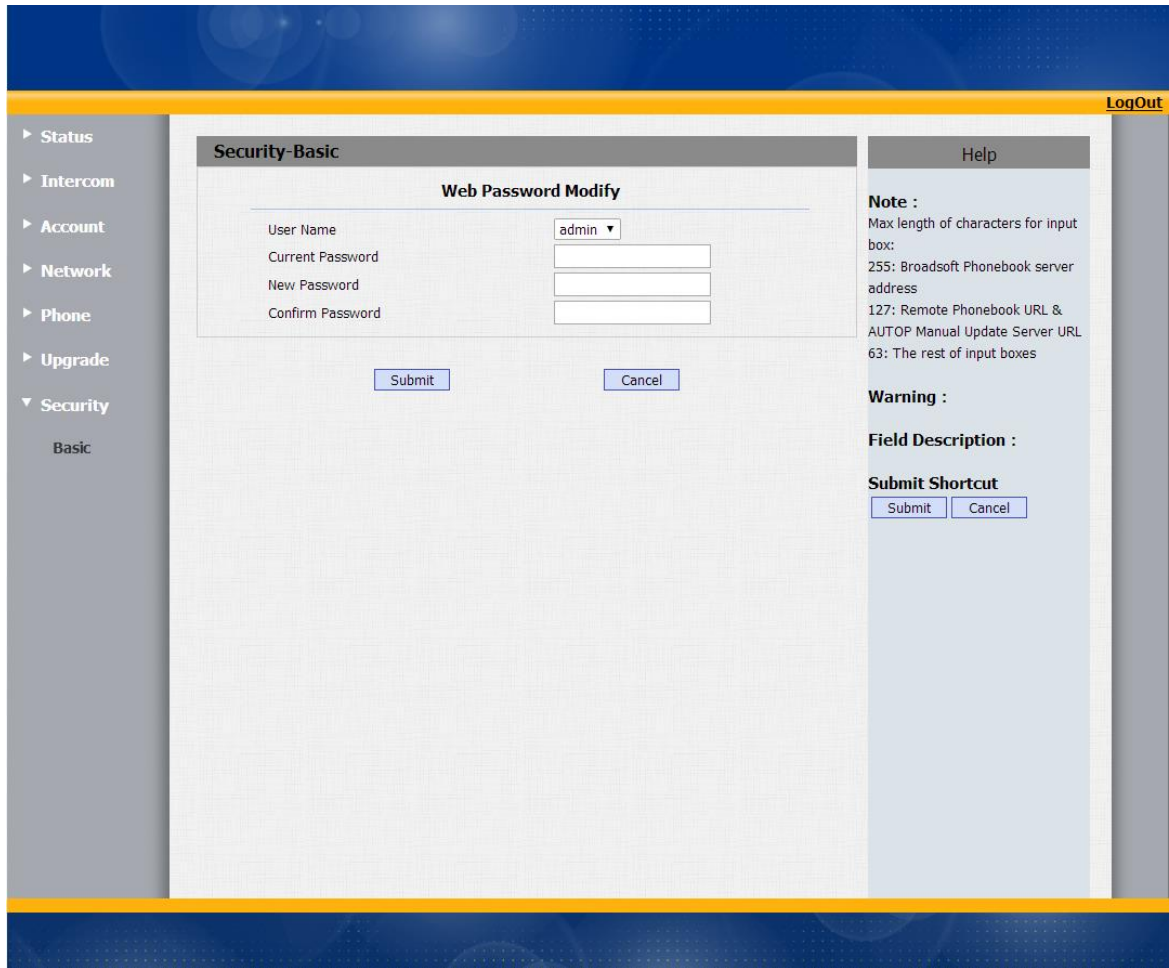 LogOut
Status
Intercom
Account
Network
Phone
Upgrade
Security
Basic
Security-Basic
Web Password Modify
User Name
admin
Current Password
New Password
Confirm Password
Submit Cancel
Help
Note :
Max length of characters for input
box:
255: Broadsoft Phonebook server
address
127: Remote Phonebook URL &
AUTOP Manual Update Server URL
63: The rest of input boxes
Warning :
Field Description :
Submit Shortcut
Submit Cancel